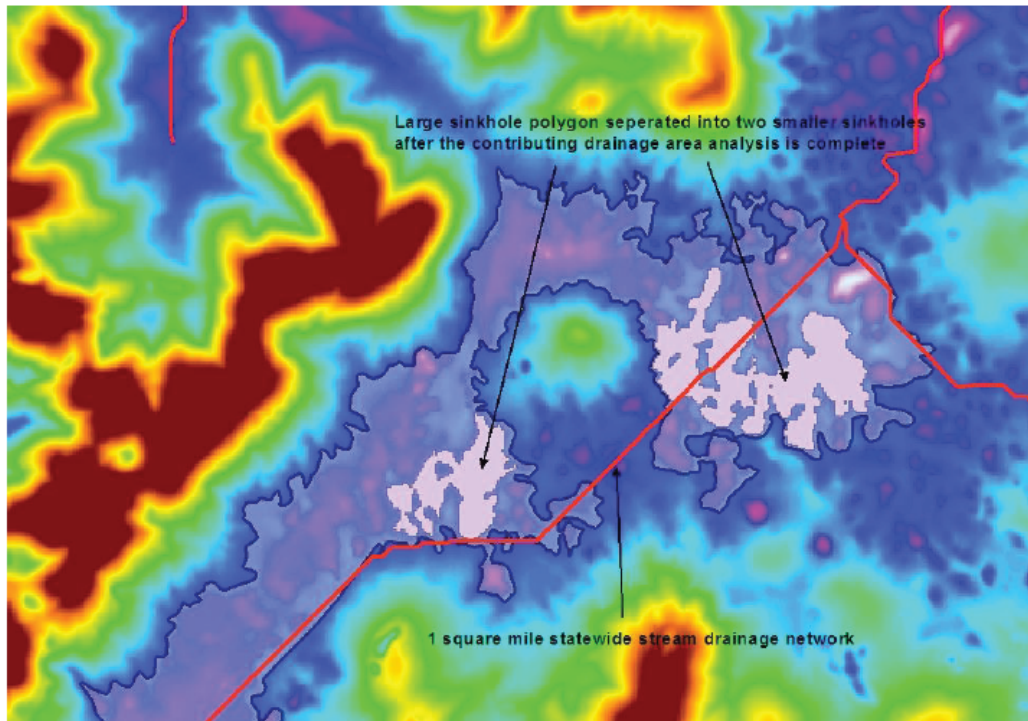 Large sinkhole polygon seperated into two smaller sinkholes
after the contributing drainage area analysis is complete
1 square mile statewide stream drainage network